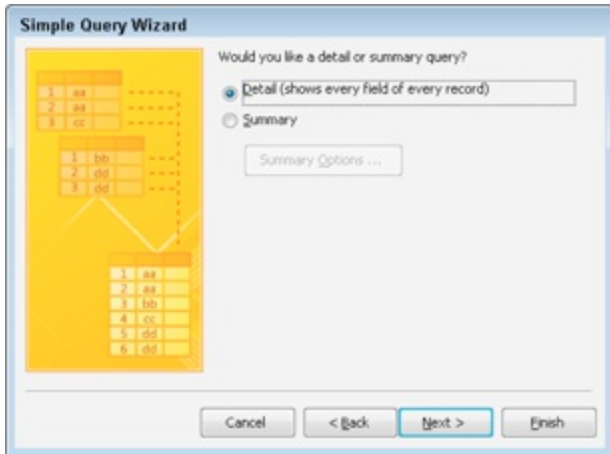 Simple Query Wizard
Would you like a detail or summary query?
Detail (shows every field of every record)
Summary
Summary Options ...
1 aa
2 aa
3 cc
1 bb
2 dd
3 dd
1 aa
2 aa
3 bb
4 cc
5 dd
6 dd
Cancel
< Back
Next >
Finish